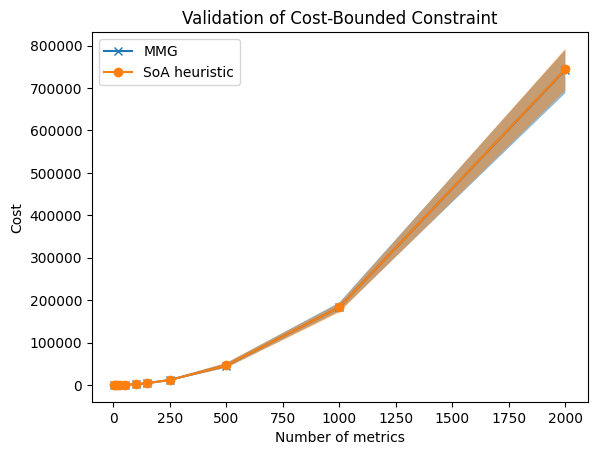 Validation of Cost-Bounded Constraint
MMG
SoA heuristic
Cost
800000
700000
600000
500000
400000
300000
200000
100000
0
0 250 500 750 1000 1250 1500 1750 2000
Number of metrics